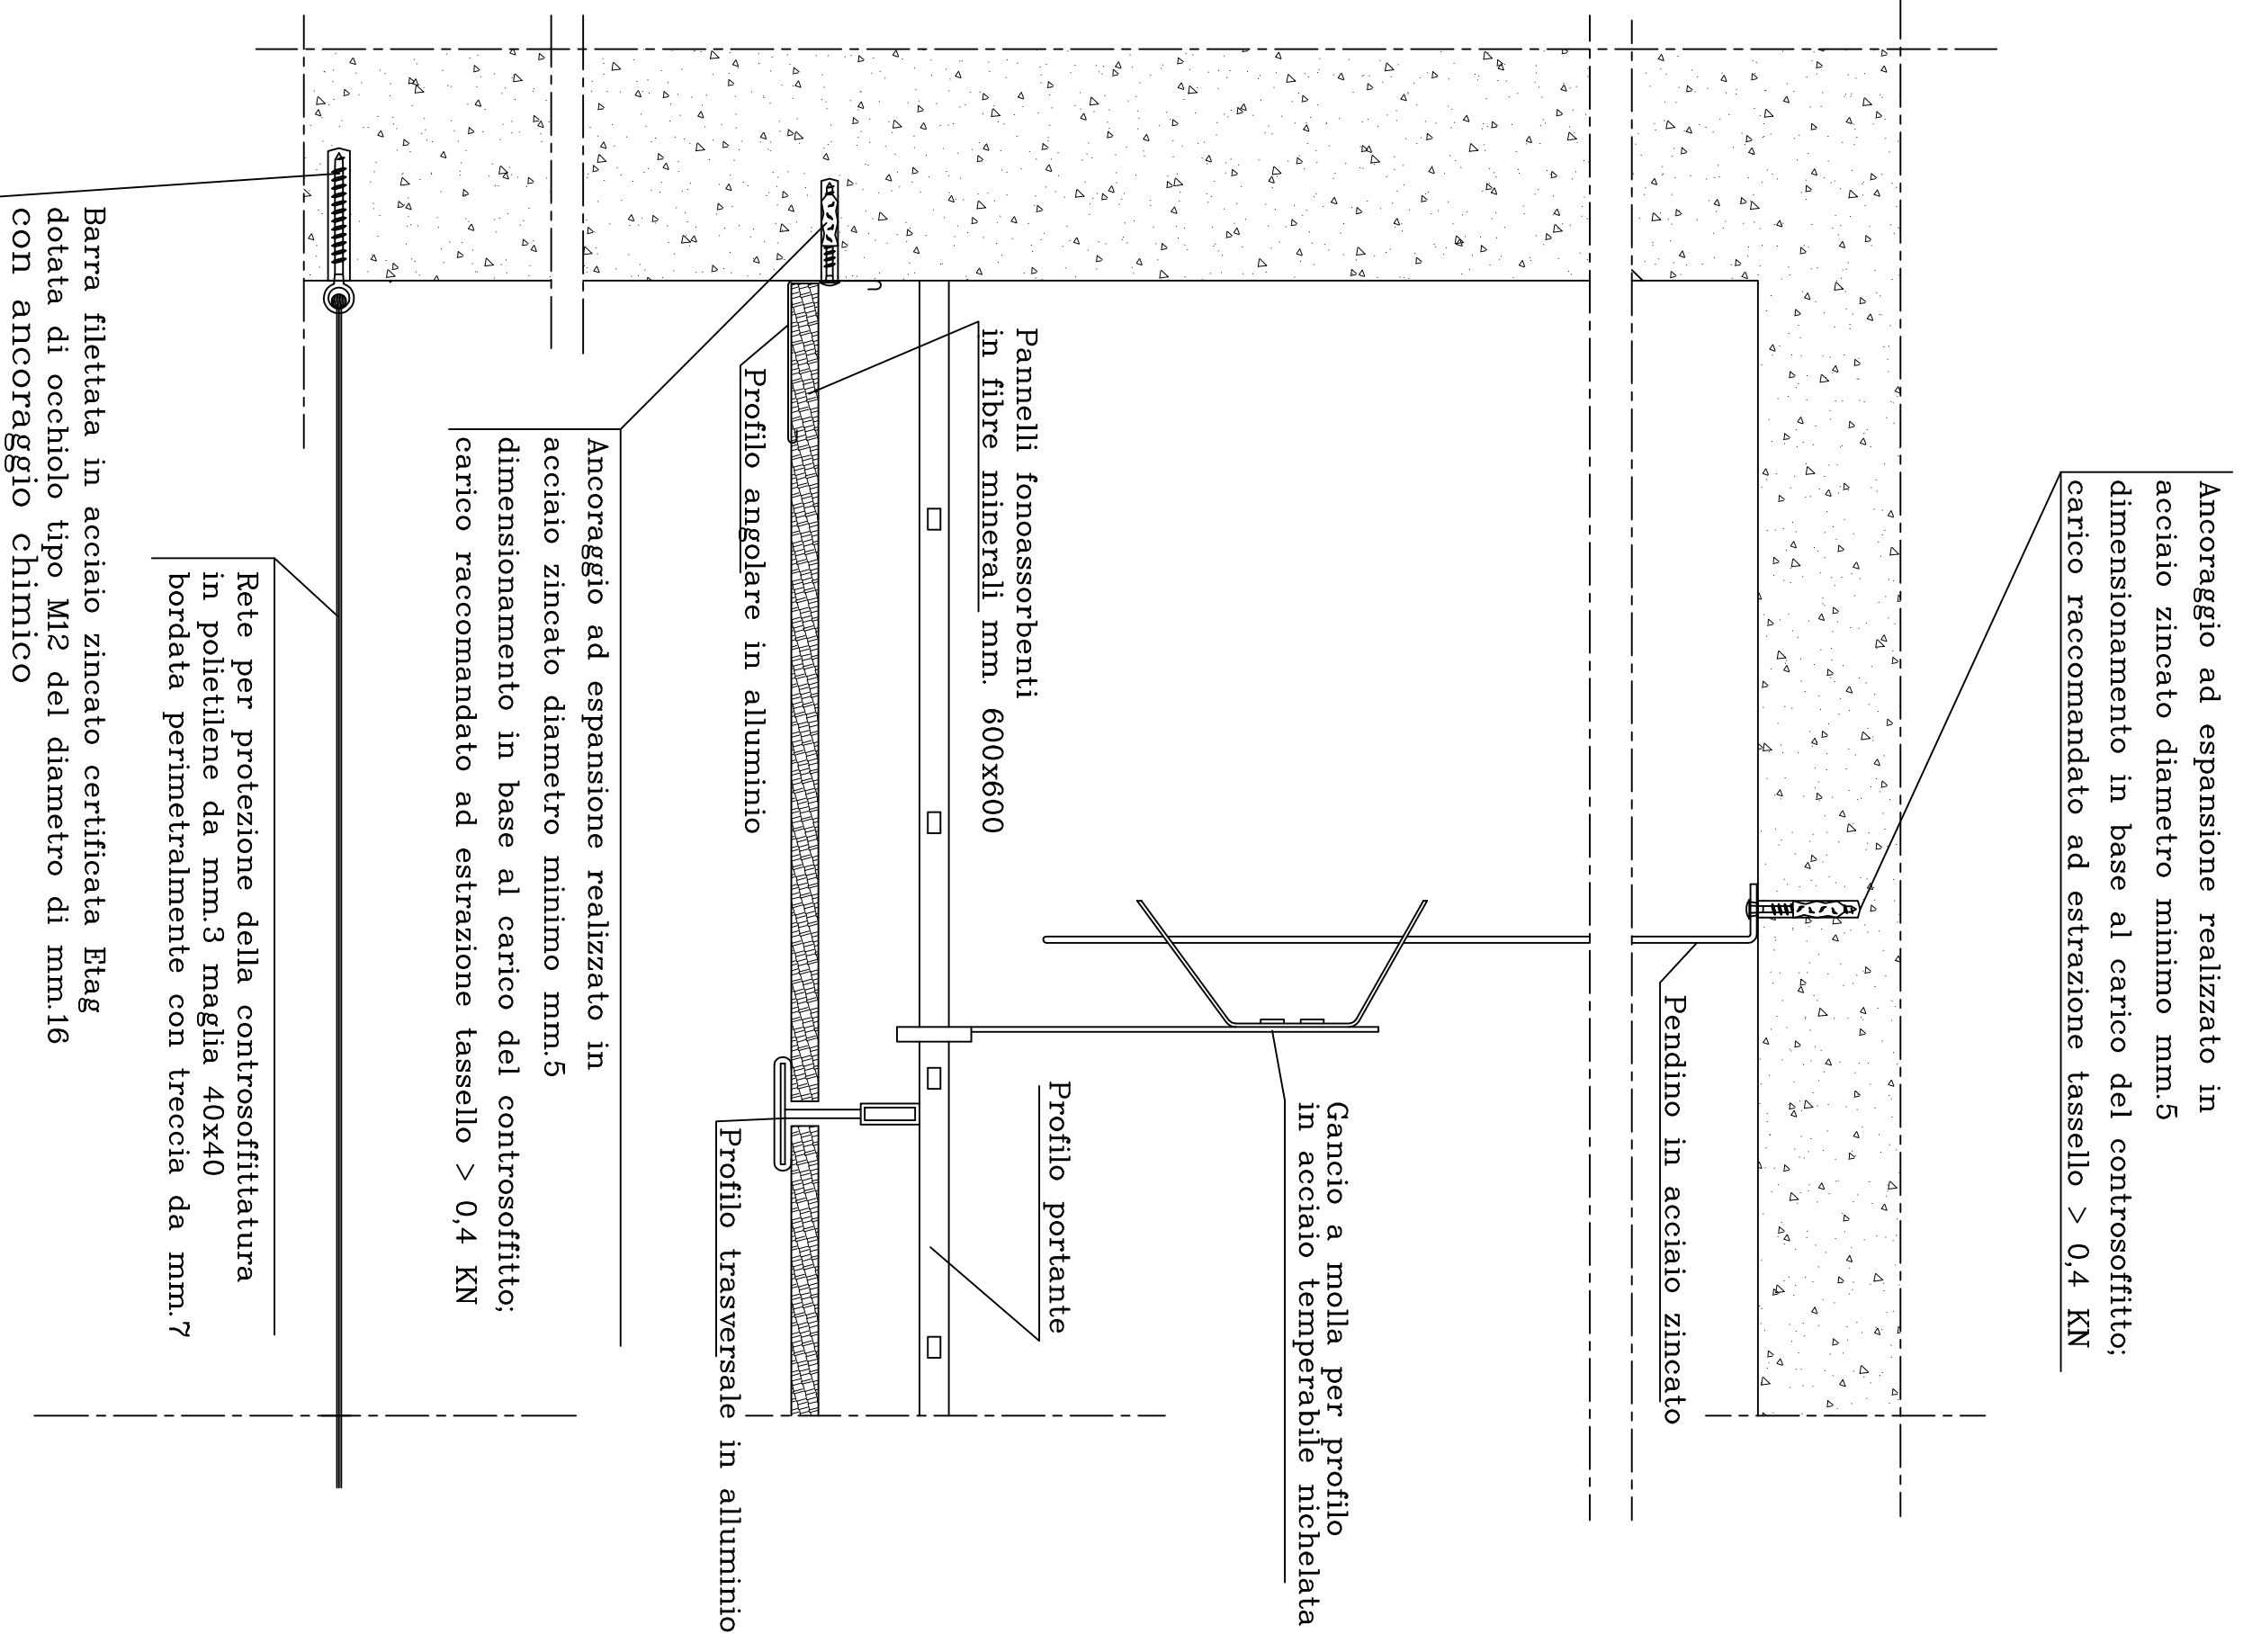 Ancoraggio ad espansione realizzato in
acciaio zincato diametro minimo mm.5
dimensionamento in base al carico del controsoffitto;
carico raccomandato ad estrazione tassello > 0,4 KN
Pendino in acciaio zincato
Gancio a molla per profilo
in acciaio temperabile nichelata
Profilo portante
Pannelli fonoassorbenti
in fibre minerali mm. 600x600
Profilo angolare in alluminio
Profilo trasversale in alluminio
Ancoraggio ad espansione realizzato in
acciaio zincato diametro minimo mm.5
dimensionamento in base al carico del controsoffitto;
carico raccomandato ad estrazione tassello > 0,4 KN
Rete per protezione della controsoffittatura
in polietilene da mm.3 maglia 40x40
bordata perimetralmente con treccia da mm.7
Barra filettata in acciaio zincato certificata Etag
dotata di occhiolo tipo M12 del diametro di mm.16
con ancoraggio chimico